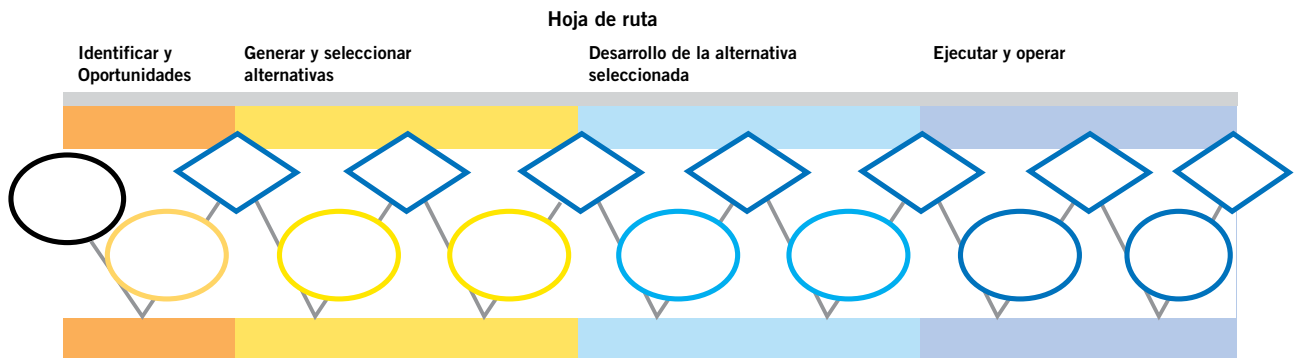 Hoja de ruta
Identificar y
Oportunidades
Generar y seleccionar
alternativas
Desarrollo de la alternativa
seleccionada
Ejecutar y operar